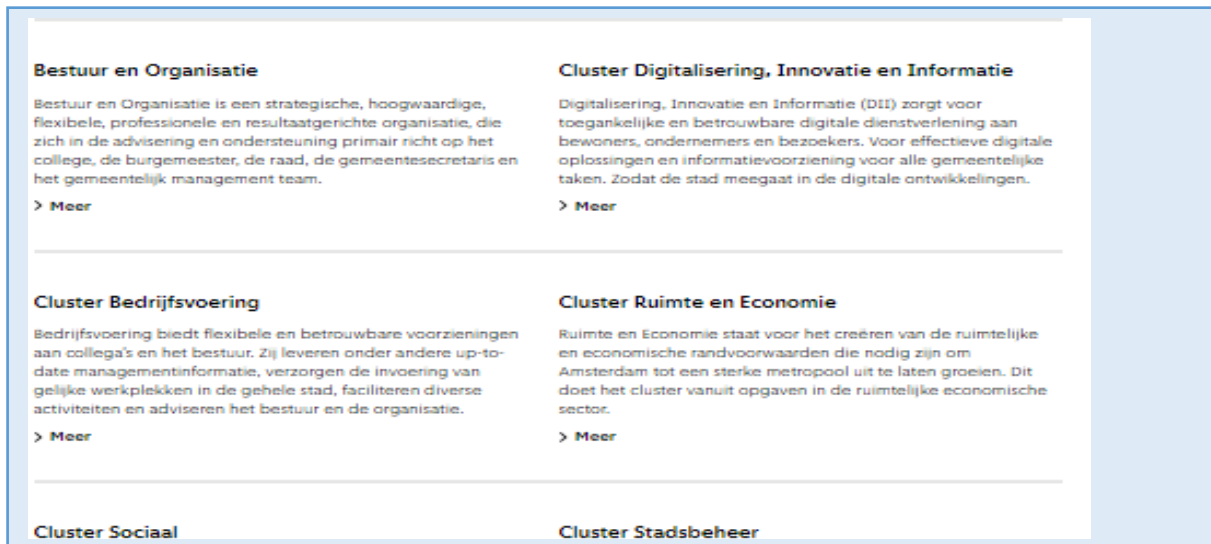 Bestuur en Organisatie
Bestuur en Organisatie is een strategische, hoogwaardige,
flexibele, professionele en resultaatgerichte organisatie, die
zich in de advisering en ondersteuning primair richt op het
college, de burgemeester, de raad, de gemeentesecretaris en
het gemeentelijk management team.
> Meer
Cluster Digitalisering, Innovatie en Informatie
Digitalisering, Innovatie en Informatie (DII) zorgt voor
toegankelijke en betrouwbare digitale dienstverlening aan
bewoners, ondernemers en bezoekers. Voor effectieve digitale
oplossingen en informatievoorziening voor alle gemeentelijke
taken. Zodat de stad meegaat in de digitale ontwikkelingen.
> Meer
Cluster Bedrijfsvoering
Bedrijfsvoering biedt flexibele en betrouwbare voorzieningen
aan collega's en het bestuur. Zij leveren onder andere up-to-
date managementinformatie, verzorgen de invoering van
gelijke werkplekken in de gehele stad, faciliteren diverse
activiteiten en adviseren het bestuur en de organisatie.
> Meer
Cluster Ruimte en Economie
Ruimte en Economie staat voor het creëren van de ruimtelijke
en economische randvoorwaarden die nodig zijn om
Amsterdam tot een sterke metropool uit te laten groeien. Dit
doet het cluster vanuit opgaven in de ruimtelijke economische
sector.
> Meer
Cluster Sociaal
Cluster Stadsbeheer